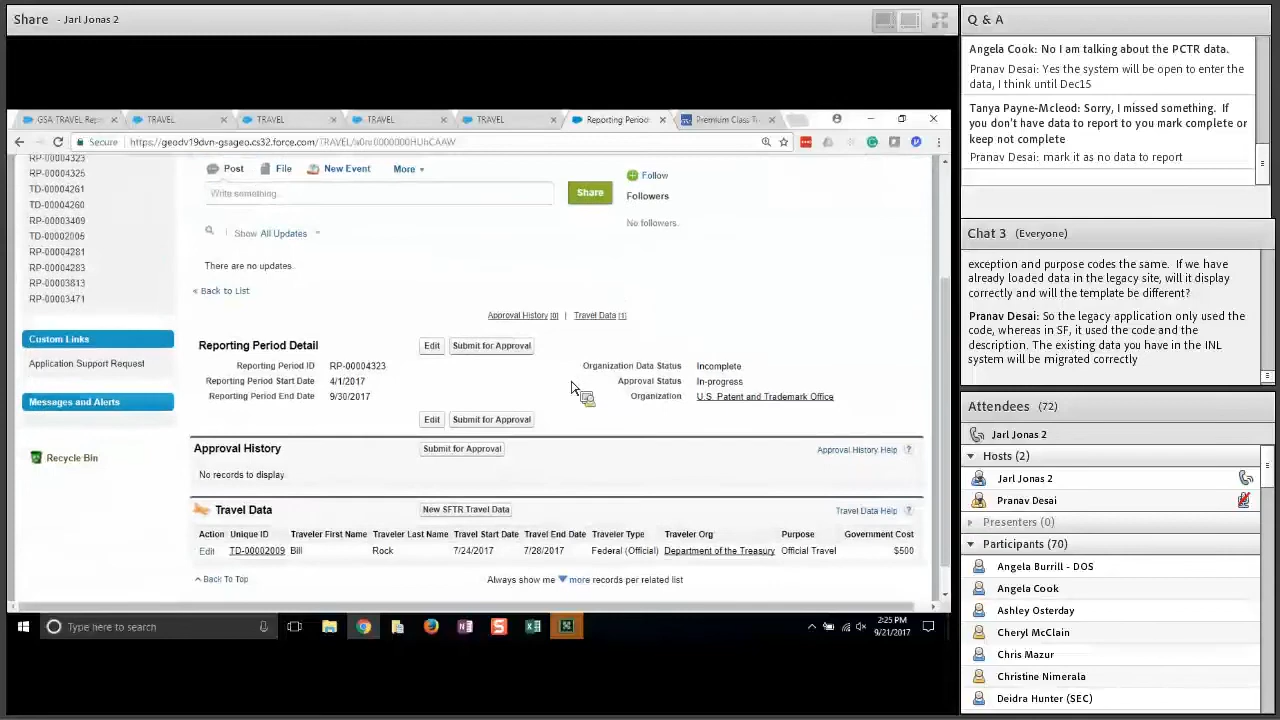 Share - Jarl Jonas 2
GSA TRAVEL Rep
TRAVEL
TRAVEL
TRAVEL
TRAVEL
Reporting Period
Premium Class T
Secure
RP-00004323
RP-00004325
TD-00004261
TD-00004260
RP-00003409
TD-00002005
RP-00004281
RP-00004283
RP-00003813
RP-00003471
Custom Links
Application Support Request
Messages and Alerts
Recycle Bin
Post File New Event More
Write something...
Share
Show All Updates
There are no updates.
« Back to List
Follow
Followers
No followers.
Approval History [0] | Travel Data [1]
Reporting Period Detail Edit Submit for Approval
Reporting Period ID RP-00004323 Organization Data Status Incomplete
Reporting Period Start Date 4/1/2017 Approval Status In-progress
Reporting Period End Date 9/30/2017 Organization U.S. Patent and Trademark Office
Edit Submit for Approval
Approval History Submit for Approval Approval History Help ?
No records to display
Travel Data New SFTR Travel Data Travel Data Help ?
Action Unique ID Traveler First Name Traveler Last Name Travel Start Date Travel End Date Traveler Type Traveler Org Purpose Government Cost
Edit TD-00002009 Bill Rock 7/24/2017 7/28/2017 Federal (Official) Department of the Treasury Official Travel $500
Back To Top Always show me more records per related list
Type here to search
2:25 PM
9/21/2017
Q & A
Angela Cook: No I am talking about the PCTR data.
Pranav Desai: Yes the system will be open to enter the
data, I think until Dec15
Tanya Payne-Mcleod: Sorry, I missed something. If
you don't have data to report to you mark complete or
keep not complete
Pranav Desai: mark it as no data to report
Chat 3 (Everyone)
exception and purpose codes the same. If we have
already loaded data in the legacy site, will it display
correctly and will the template be different?
Pranav Desai: So the legacy application only used the
code, whereas in SF, it used the code and the
description. The existing data you have in the INL
system will be migrated correctly
Attendees (72)
Jarl Jonas 2
Hosts (2)
Jarl Jonas 2
Pranav Desai
Presenters (0)
Participants (70)
Angela Burrill - DOS
Angela Cook
Ashley Osterday
Cheryl McClain
Chris Mazur
Christine Nimerala
Deidra Hunter (SEC)